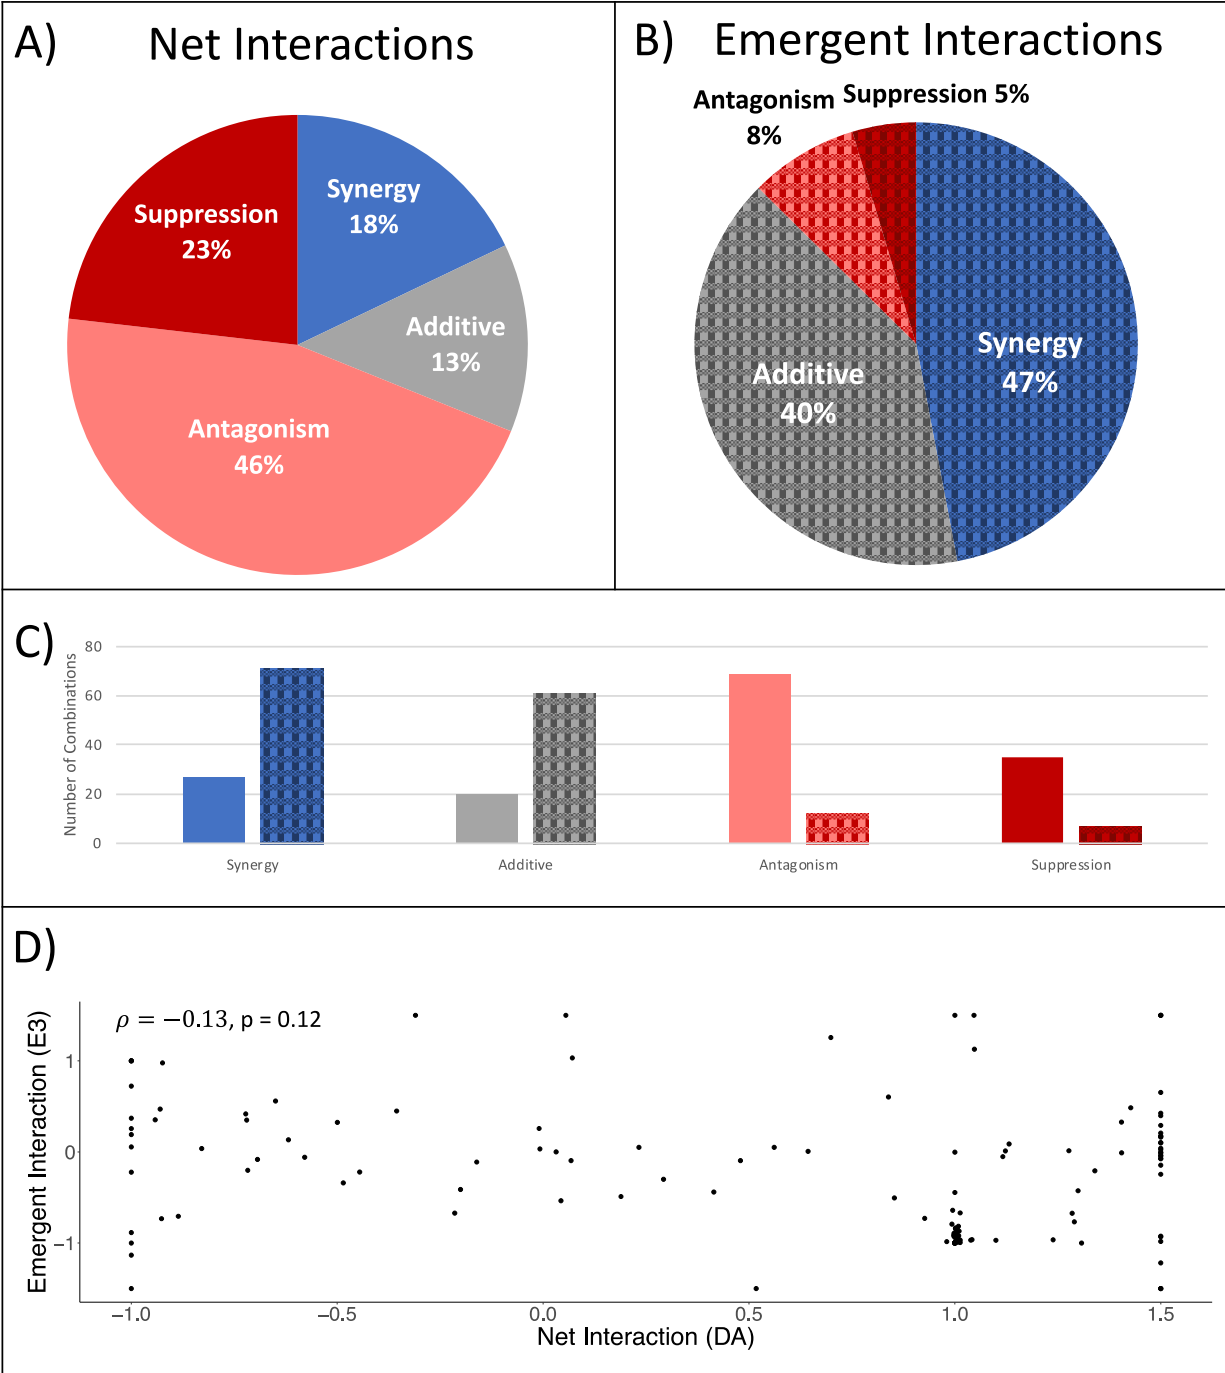 A) Net Interactions
Suppression
23%
Synergy
18%
Additive
13%
Antagonism
46%
B) Emergent Interactions
Antagonism
8%
Suppression 5%
Synergy
47%
Additive
40%
C)
Number of Combinations
80
60
40
20
0
Synergy
Additive
Antagonism
Suppression
D)
Emergent Interaction (E3)
ρ = −0.13, p = 0.12
1
0
−1
−1.0
−0.5
0.0
0.5
1.0
1.5
Net Interaction (DA)